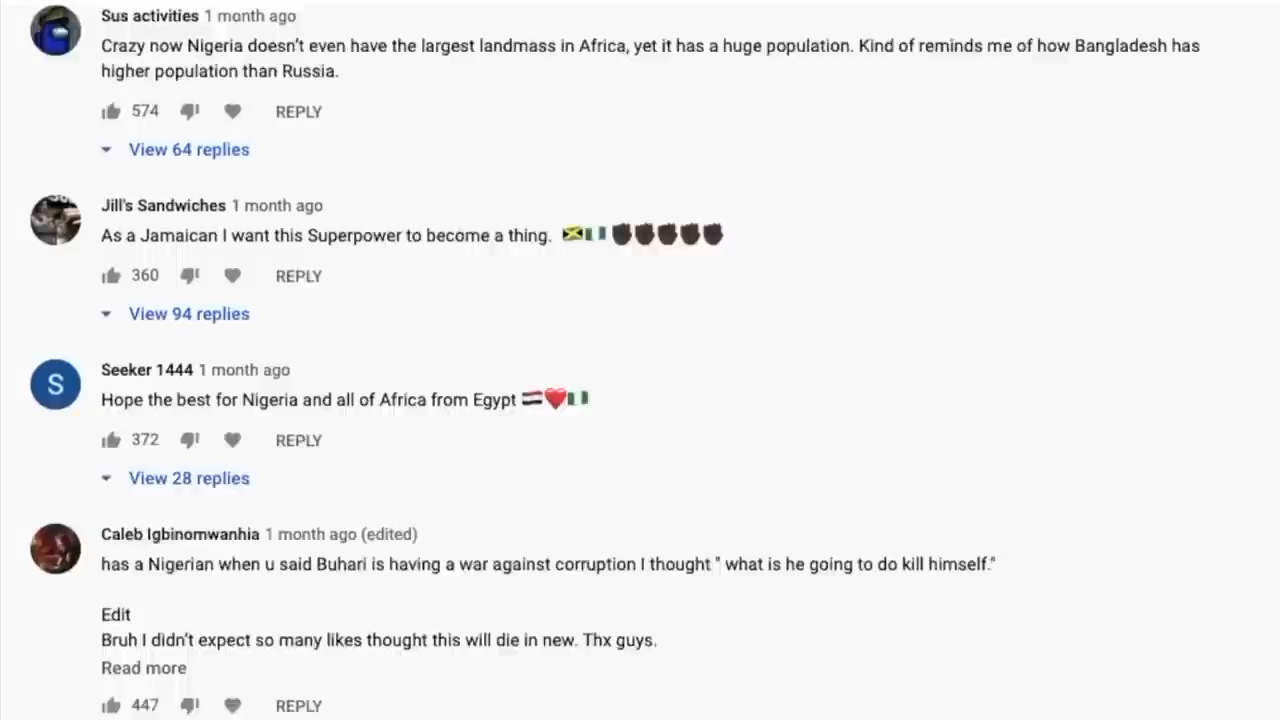 Sus activities 1 month ago
Crazy now Nigeria doesn't even have the largest landmass in Africa, yet it has a huge population. Kind of reminds me of how Bangladesh has
higher population than Russia.
574 REPLY
View 64 replies
Jill's Sandwiches 1 month ago
As a Jamaican I want this Superpower to become a thing. 🇯🇲🇳🇬✊🏿✊🏿✊🏿✊🏿✊🏿
360 REPLY
View 94 replies
S
Seeker 1444 1 month ago
Hope the best for Nigeria and all of Africa from Egypt 🇪🇬❤️🇳🇬
372 REPLY
View 28 replies
Caleb Igbinomwanhia 1 month ago (edited)
has a Nigerian when u said Buhari is having a war against corruption I thought " what is he going to do kill himself."
Edit
Bruh I didn't expect so many likes thought this will die in new. Thx guys.
Read more
447 REPLY